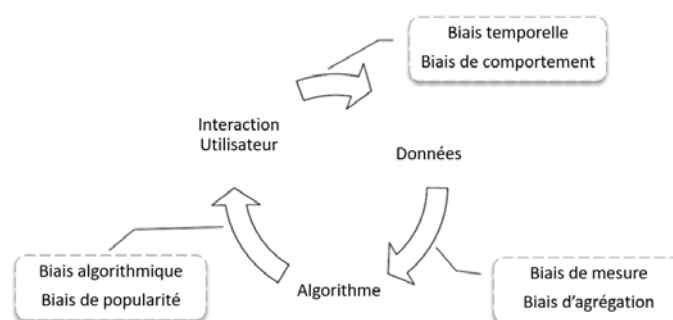 Biais temporelle
Biais de comportement
Interaction
Utilisateur
Données
Biais algorithmique
Biais de popularité
Algorithme
Biais de mesure
Biais d'agrégation